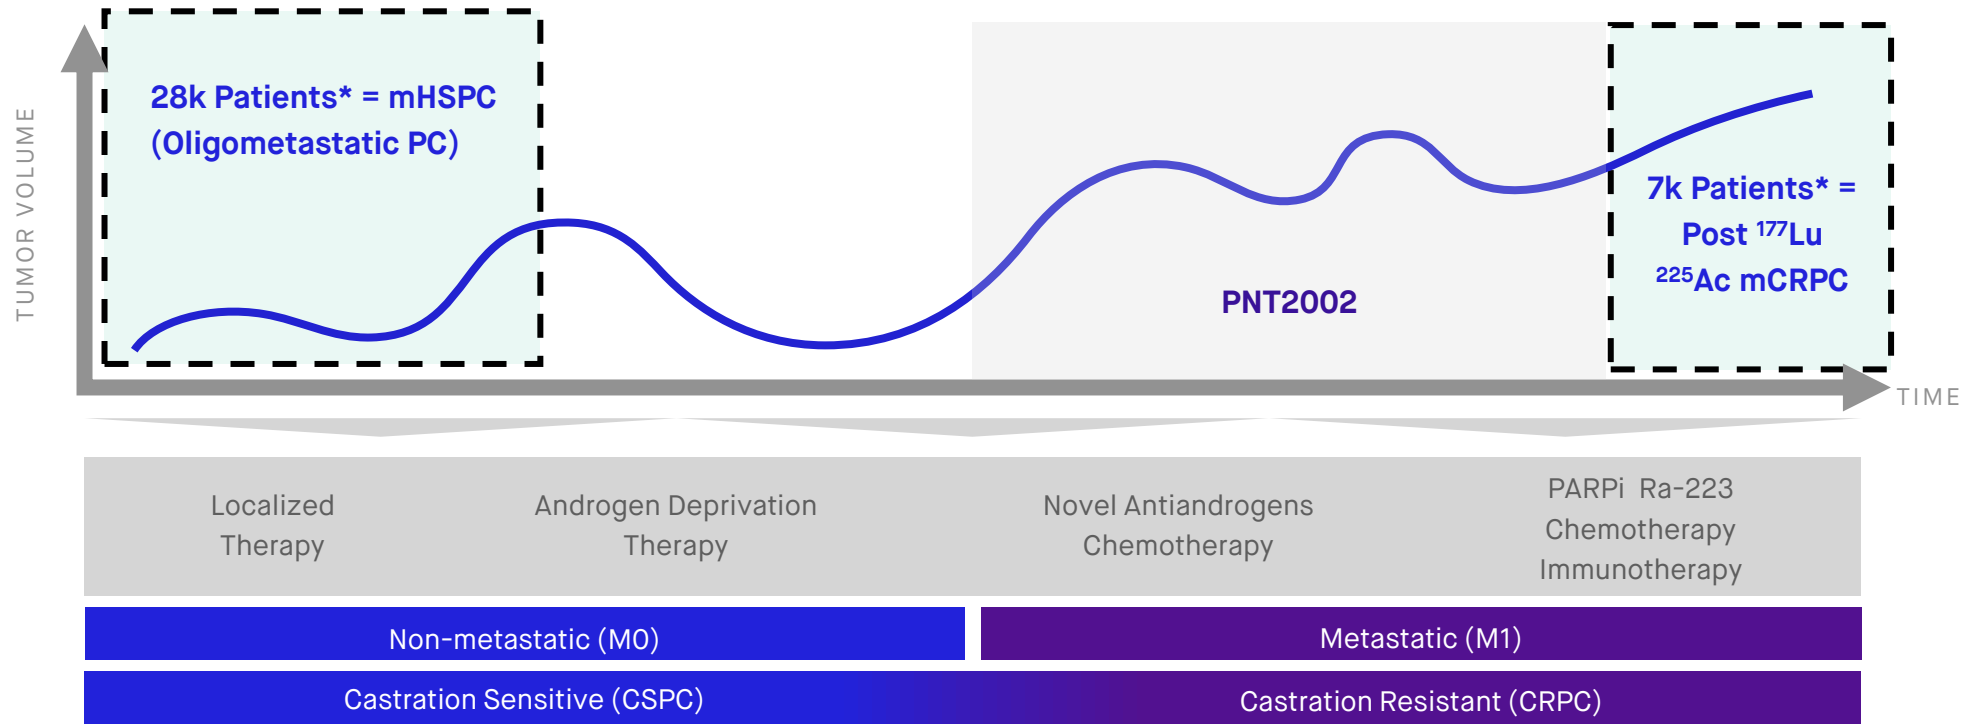 TUMOR VOLUME
28k Patients* = mHSPC
(Oligometastatic PC)
PNT2002
7k Patients* =
Post ¹⁷⁷Lu
²²⁵Ac mCRPC
TIME
Localized
Therapy
Androgen Deprivation
Therapy
Novel Antiandrogens
Chemotherapy
PARPi Ra-223
Chemotherapy
Immunotherapy
Non-metastatic (M0)
Metastatic (M1)
Castration Sensitive (CSPC)
Castration Resistant (CRPC)